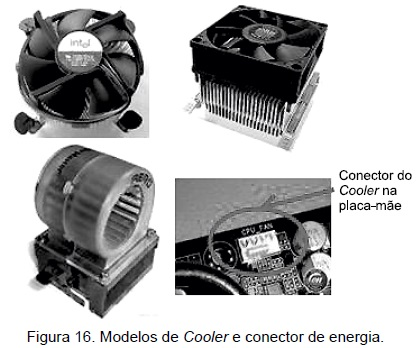 intel
Conector do
Cooler na
placa-mãe
CPU_FAN
Figura 16. Modelos de Cooler e conector de energia.